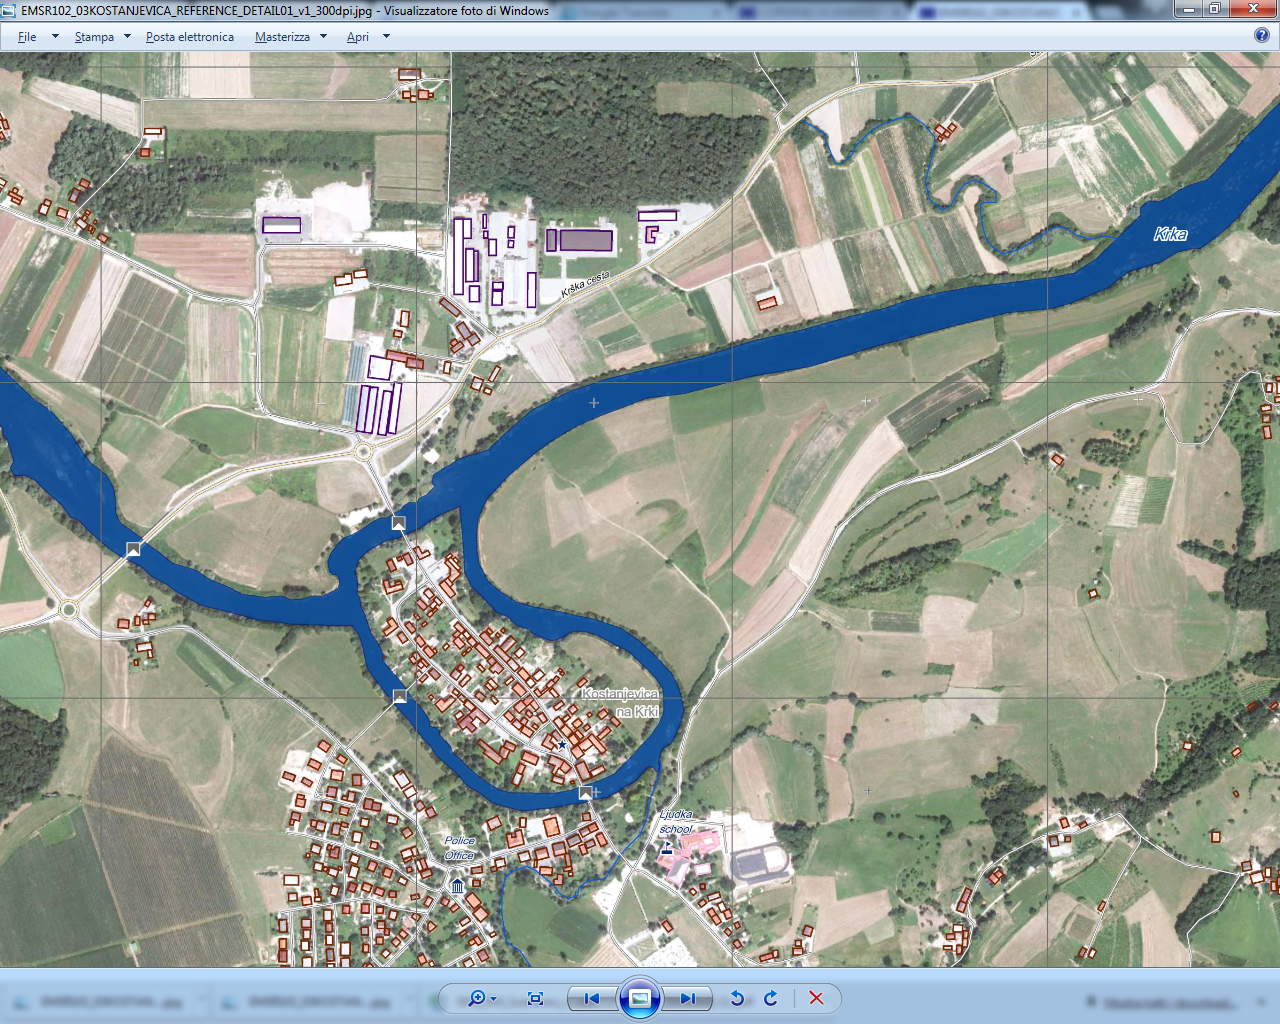 EMSR102_03KOSTANJEVICA_REFERENCE_DETAIL01_v1_300dpi.jpg - Visualizzatore foto di Windows
File
Stampa
Posta elettronica
Masterizza
Apri
Krka
Krška cesta
Kostanjevica
na Krki
Ljudka
school
Police
Office